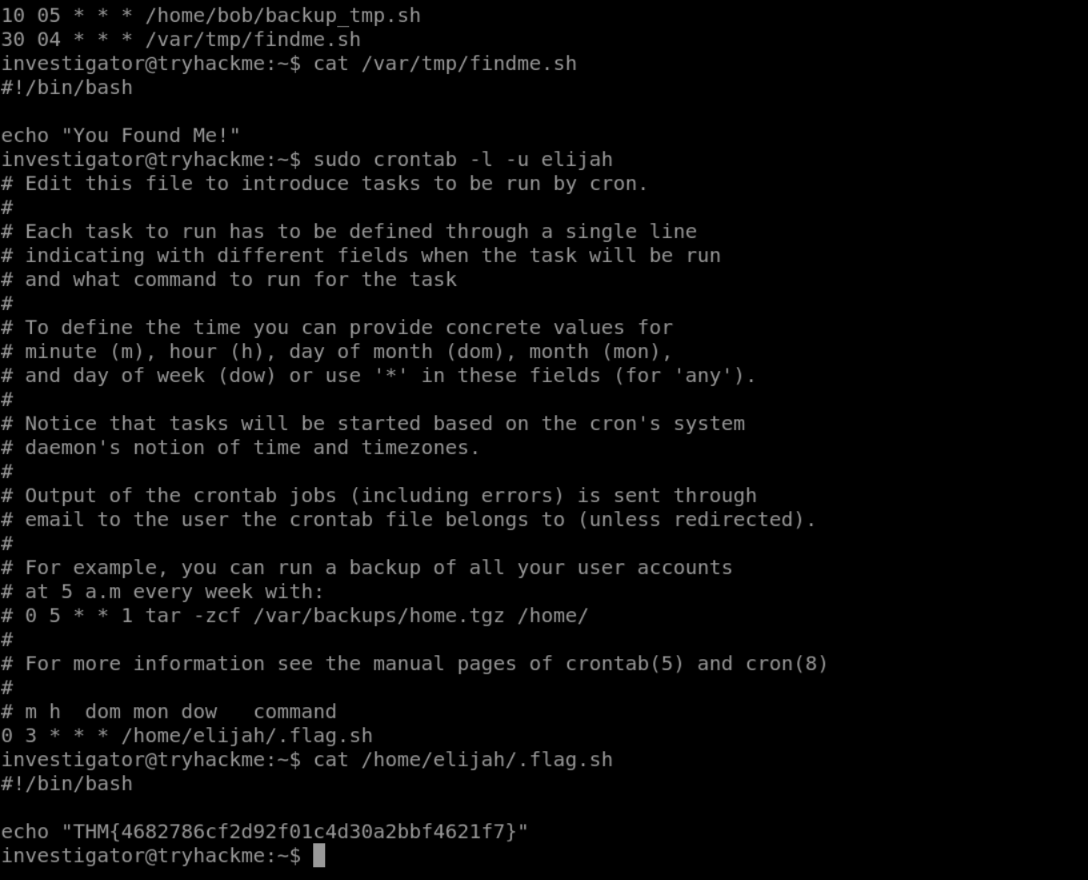 10 05 * * * /home/bob/backup_tmp.sh
30 04 * * * /var/tmp/findme.sh
investigator@tryhackme:~$ cat /var/tmp/findme.sh
#!/bin/bash

echo "You Found Me!"
investigator@tryhackme:~$ sudo crontab -l -u elijah
# Edit this file to introduce tasks to be run by cron.
#
# Each task to run has to be defined through a single line
# indicating with different fields when the task will be run
# and what command to run for the task
#
# To define the time you can provide concrete values for
# minute (m), hour (h), day of month (dom), month (mon),
# and day of week (dow) or use '*' in these fields (for 'any').
#
# Notice that tasks will be started based on the cron's system
# daemon's notion of time and timezones.
#
# Output of the crontab jobs (including errors) is sent through
# email to the user the crontab file belongs to (unless redirected).
#
# For example, you can run a backup of all your user accounts
# at 5 a.m every week with:
# 0 5 * * 1 tar -zcf /var/backups/home.tgz /home/
#
# For more information see the manual pages of crontab(5) and cron(8)
#
# m h  dom mon dow   command
0 3 * * * /home/elijah/.flag.sh
investigator@tryhackme:~$ cat /home/elijah/.flag.sh
#!/bin/bash

echo "THM{4682786cf2d92f01c4d30a2bbf4621f7}"
investigator@tryhackme:~$